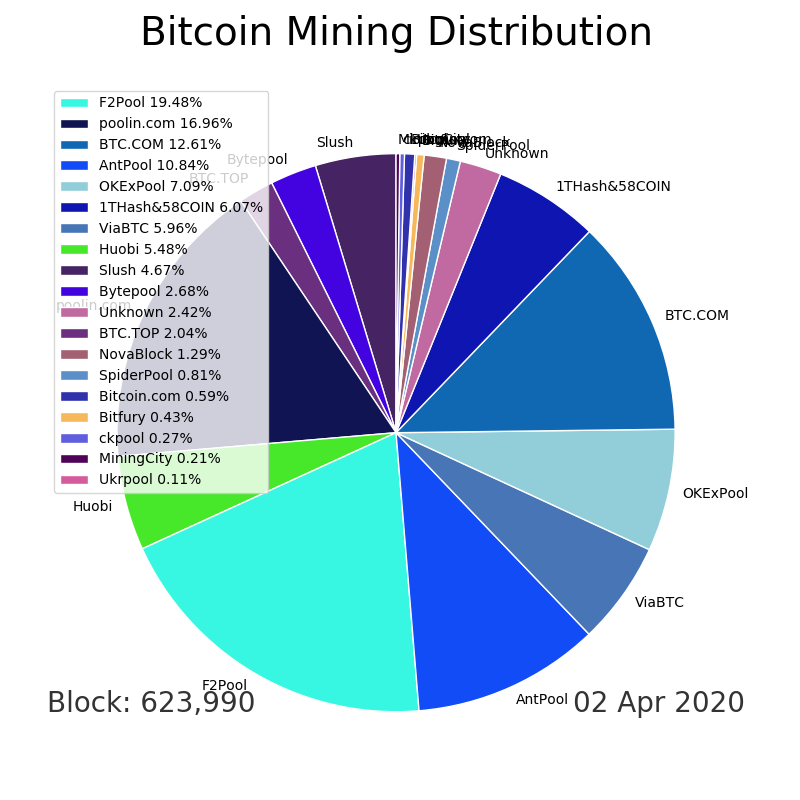 Bitcoin Mining Distribution
F2Pool 19.48%
poolin.com 16.96%
BTC.COM 12.61%
AntPool 10.84%
OKExPool 7.09%
1THash&58COIN 6.07%
ViaBTC 5.96%
Huobi 5.48%
Slush 4.67%
Bytepool 2.68%
Unknown 2.42%
BTC.TOP 2.04%
NovaBlock 1.29%
SpiderPool 0.81%
Bitcoin.com 0.59%
Bitfury 0.43%
ckpool 0.27%
MiningCity 0.21%
Ukrpool 0.11%
Slush
Bytepool
BTC.TOP
poolin.com
Huobi
F2Pool
AntPool
ViaBTC
OKExPool
BTC.COM
1THash&58COIN
Unknown
SpiderPool
Block: 623,990
02 Apr 2020